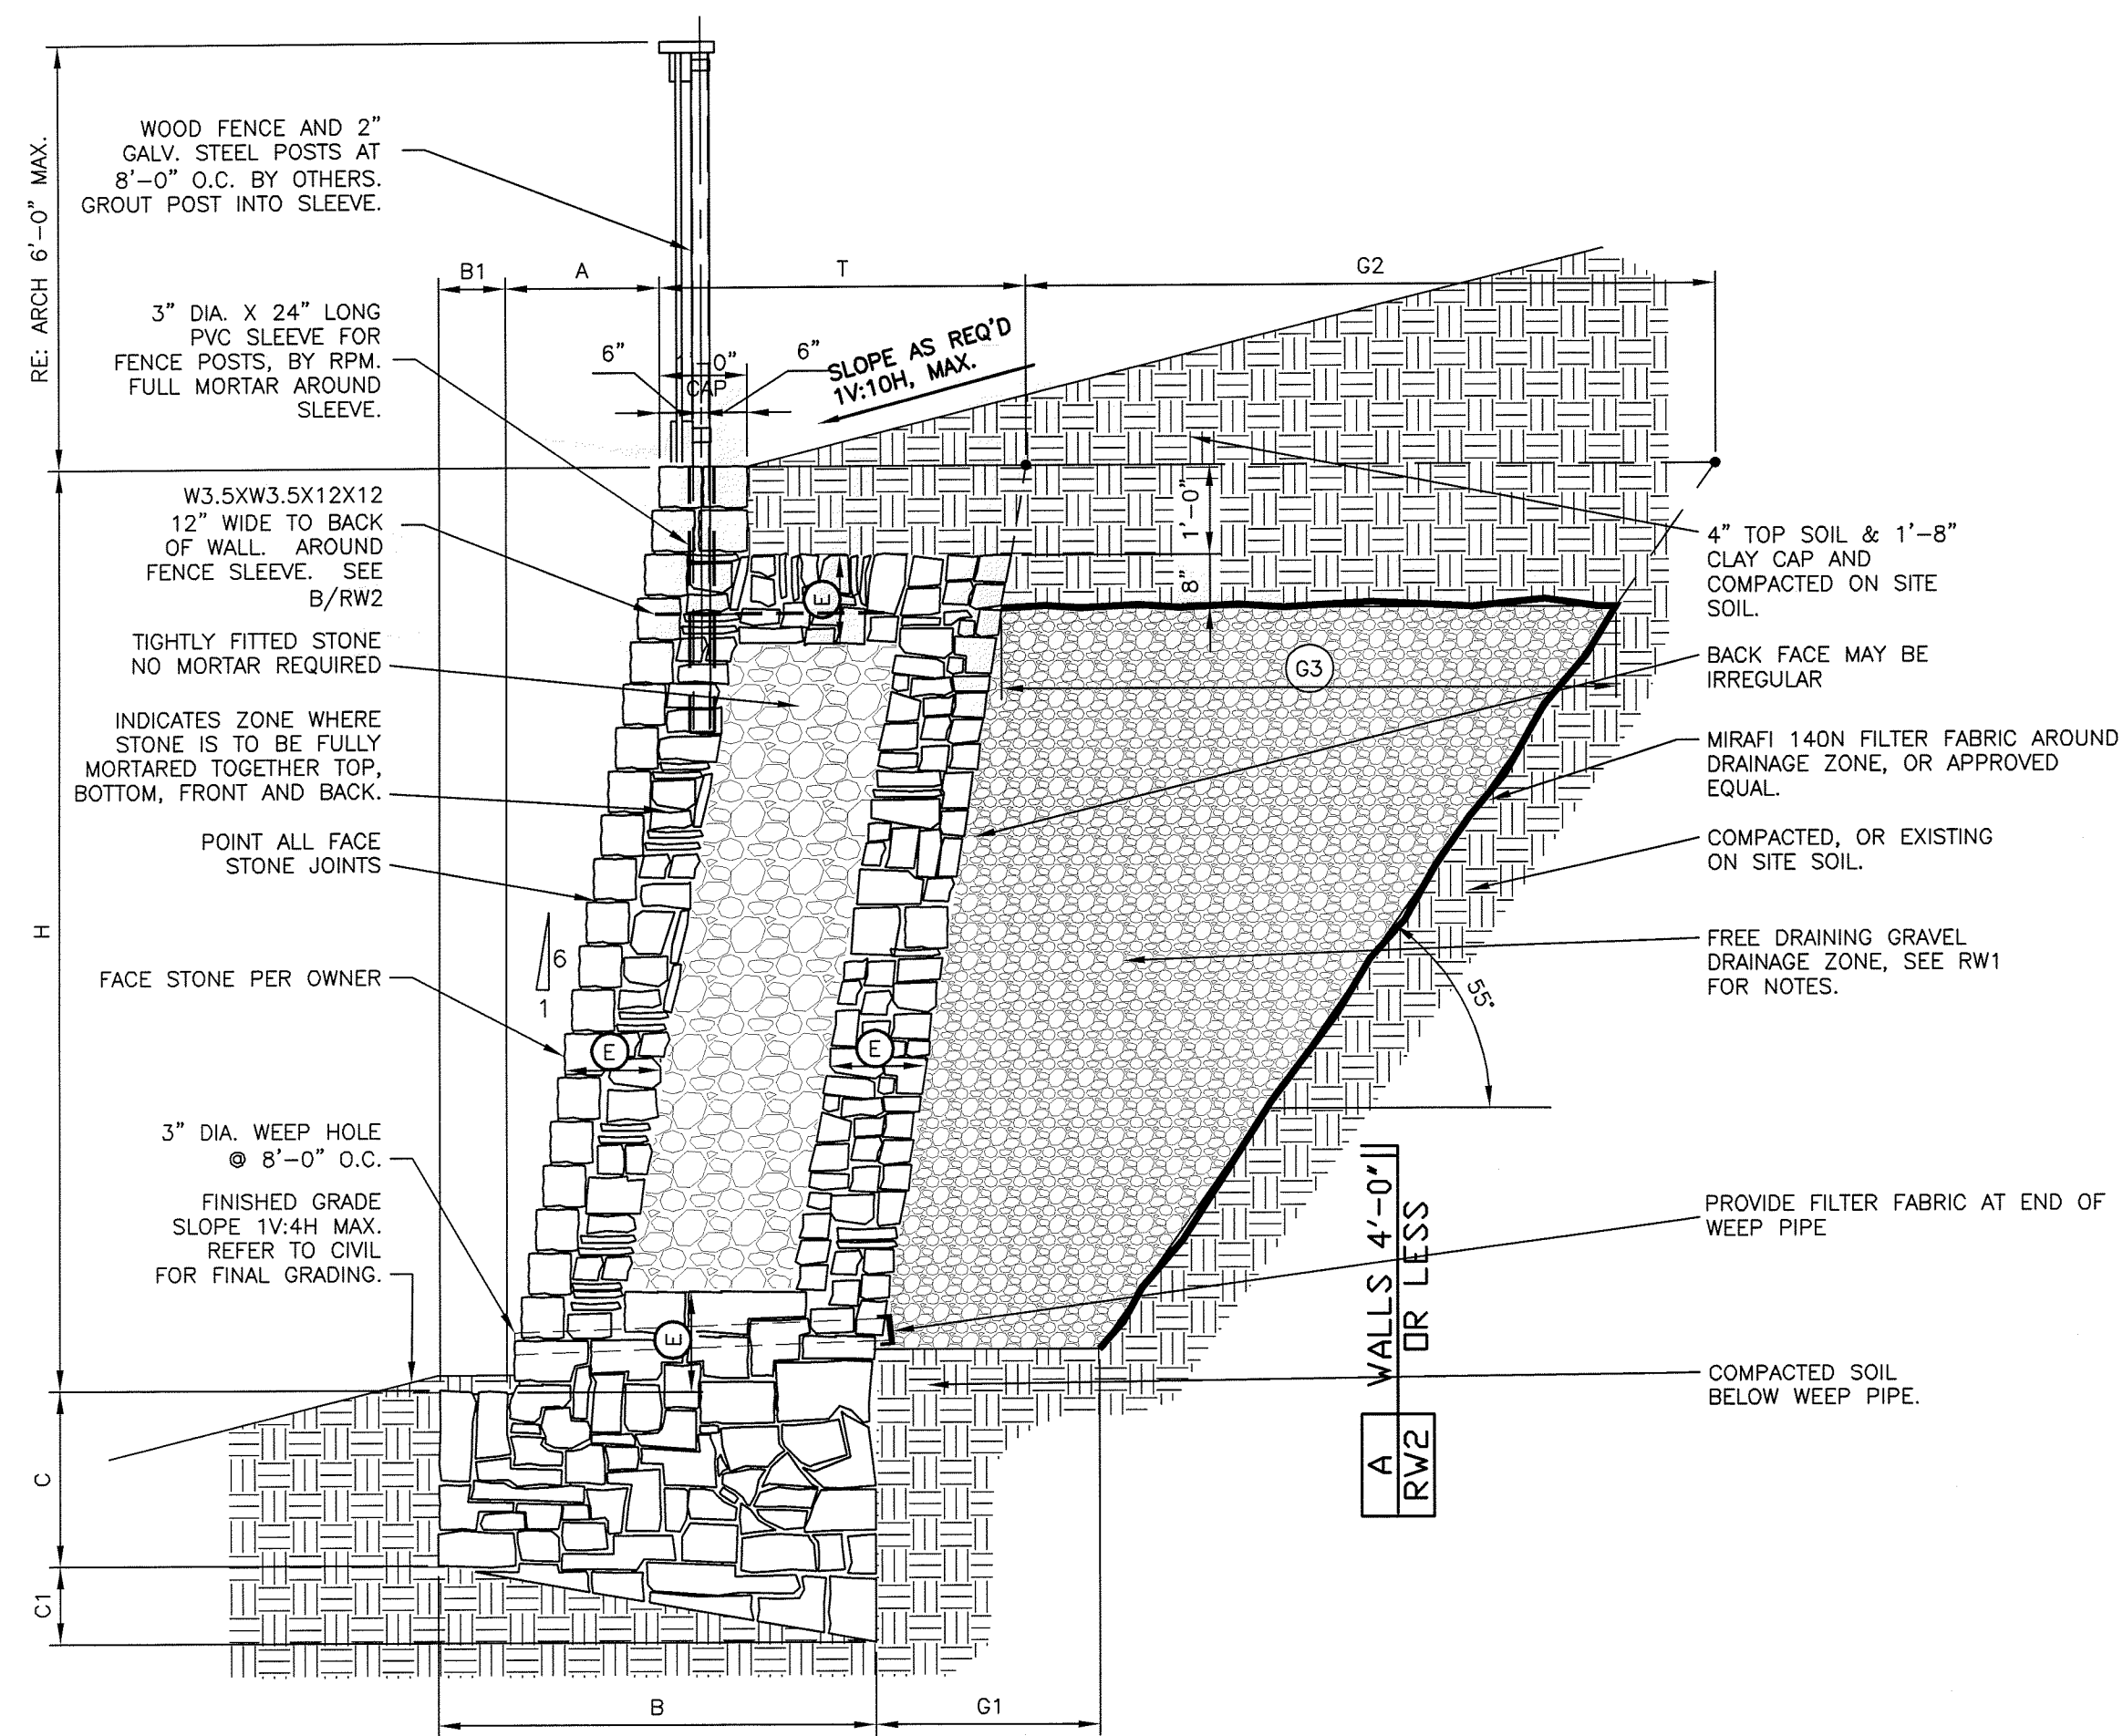 RE: ARCH 6'-0" MAX.
WOOD FENCE AND 2"
GALV. STEEL POSTS AT
8'-0" O.C. BY OTHERS.
GROUT POST INTO SLEEVE.
B1
A
T
G2
3" DIA. X 24" LONG
PVC SLEEVE FOR
FENCE POSTS, BY RPM.
FULL MORTAR AROUND
SLEEVE.
6"
-0"
CAP
6"
SLOPE AS REQ'D
1V:10H, MAX.
W3.5XW3.5X12X12
12" WIDE TO BACK
OF WALL. AROUND
FENCE SLEEVE. SEE
B/RW2
1'-0"
8"
4" TOP SOIL & 1'-8"
CLAY CAP AND
COMPACTED ON SITE
SOIL.
E
TIGHTLY FITTED STONE
NO MORTAR REQUIRED
G3
BACK FACE MAY BE
IRREGULAR
INDICATES ZONE WHERE
STONE IS TO BE FULLY
MORTARED TOGETHER TOP,
BOTTOM, FRONT AND BACK.
MIRAFI 140N FILTER FABRIC AROUND
DRAINAGE ZONE, OR APPROVED
EQUAL.
POINT ALL FACE
STONE JOINTS
COMPACTED, OR EXISTING
ON SITE SOIL.
H
6
1
FREE DRAINING GRAVEL
DRAINAGE ZONE, SEE RW1
FOR NOTES.
FACE STONE PER OWNER
55°
E
E
3" DIA. WEEP HOLE
@ 8'-0" O.C.
FINISHED GRADE
SLOPE 1V:4H MAX.
REFER TO CIVIL
FOR FINAL GRADING.
PROVIDE FILTER FABRIC AT END OF
WEEP PIPE
E
COMPACTED SOIL
BELOW WEEP PIPE.
A
RW2
WALLS 4'-0"
OR LESS
C
C1
B
G1